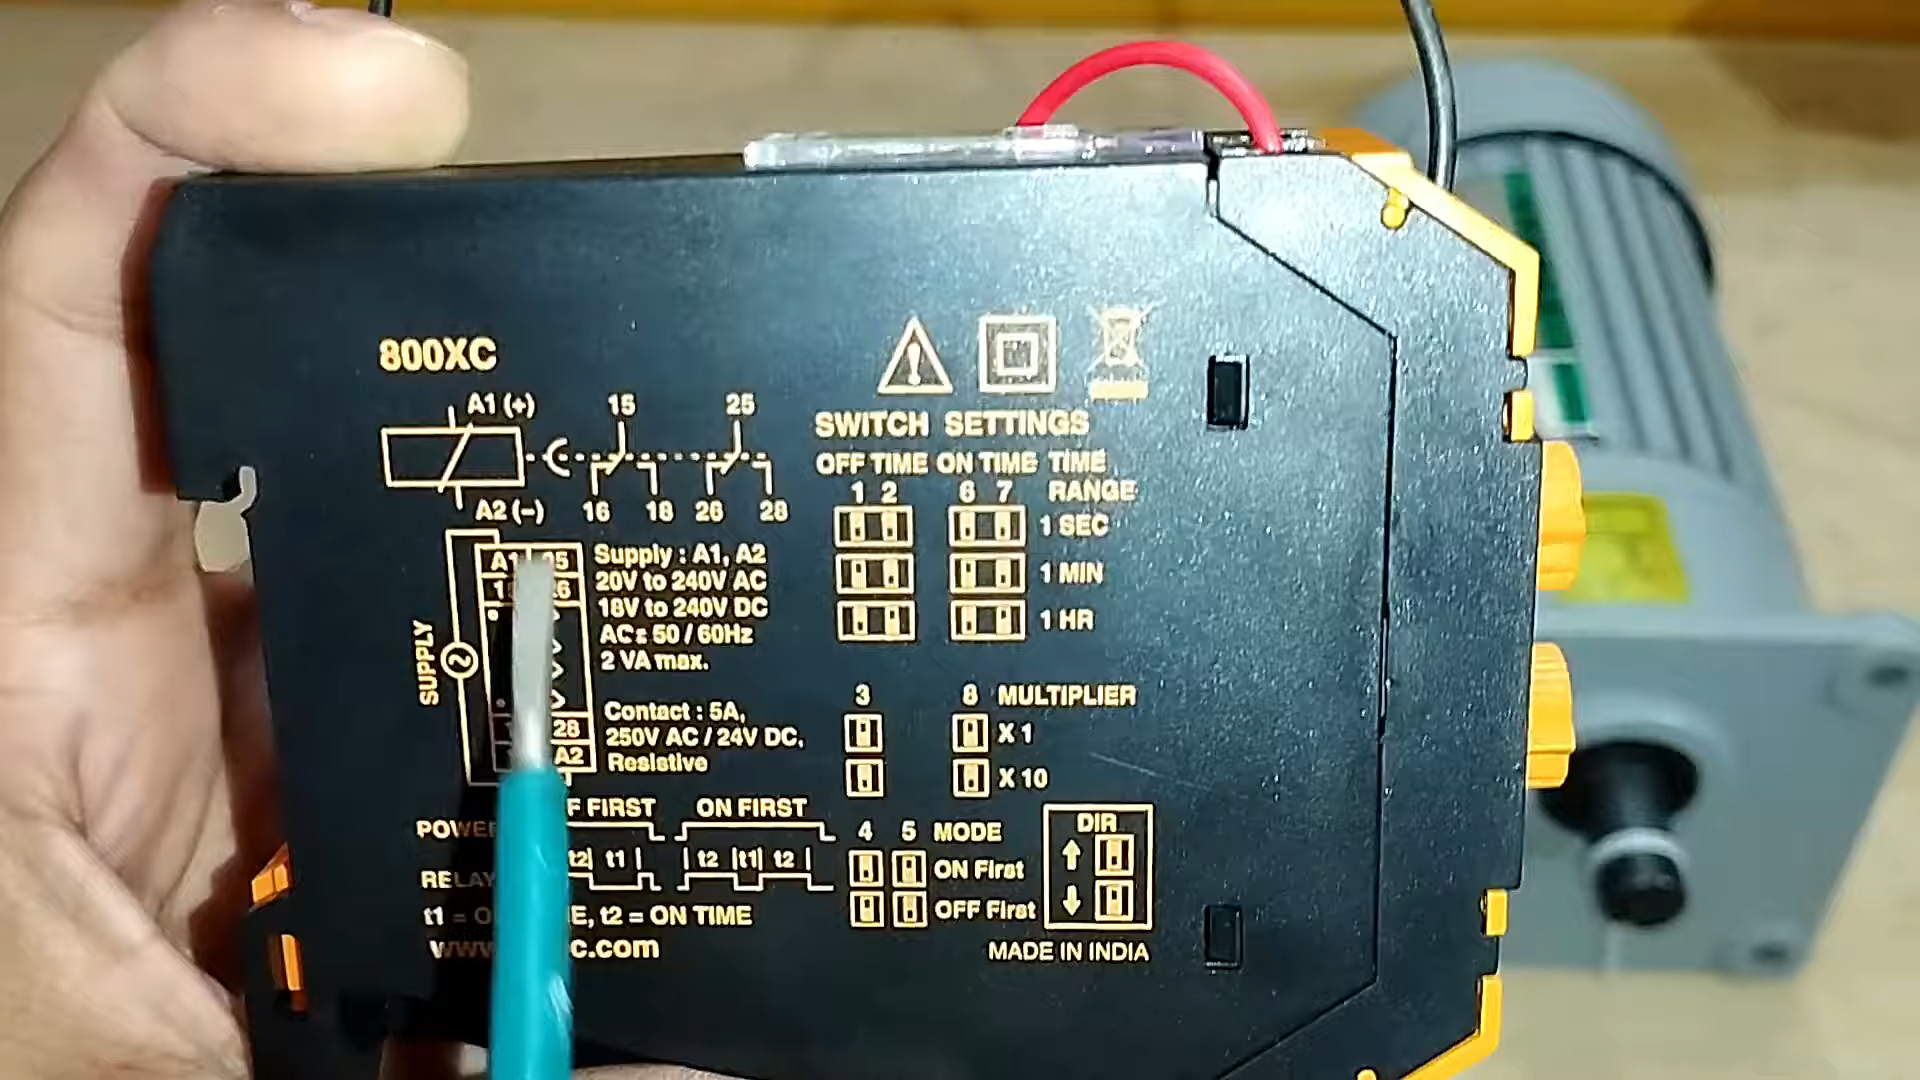 800XC
A1 (+) 15 25
A2 (–) 16 18 26 28
SUPPLY
A1
28
A2
Supply : A1, A2
20V to 240V AC
18V to 240V DC
AC : 50 / 60Hz
2 VA max.
Contact : 5A,
250V AC / 24V DC,
Resistive
FIRST ON FIRST
t2 t1 t2 t1 t2
RELAY
t1 = t2 = ON TIME
SWITCH SETTINGS
OFF TIME ON TIME TIME
1 2 6 7 RANGE
1 SEC
1 MIN
1 HR
3 8 MULTIPLIER
X 1
X 10
4 5 MODE
ON First
OFF First
DIR
MADE IN INDIA